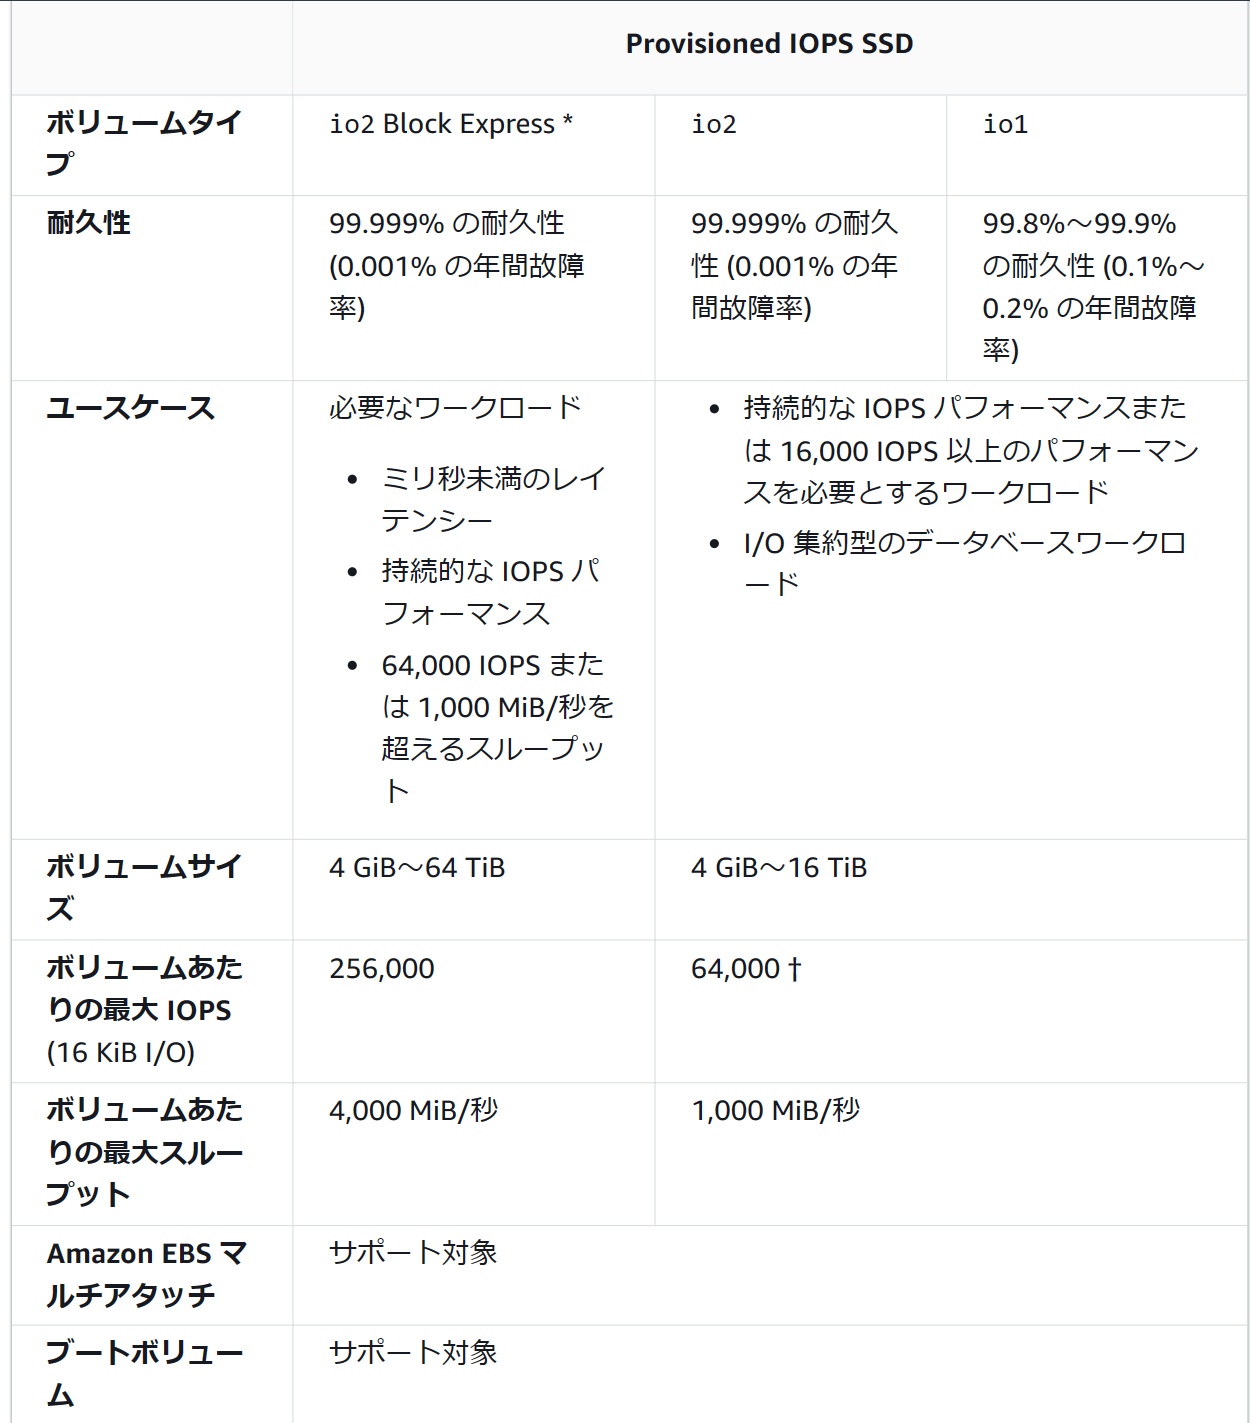 Provisioned IOPS SSD
ボリュームタイ
プ
io2 Block Express *
io2
io1
耐久性
99.999% の耐久性
(0.001% の年間故障
率)
99.999% の耐久
性 (0.001% の年
間故障率)
99.8%～99.9%
の耐久性 (0.1%～
0.2% の年間故障
率)
ユースケース
必要なワークロード
• ミリ秒未満のレイ
テンシー
• 持続的な IOPS パ
フォーマンス
• 64,000 IOPS また
は 1,000 MiB/秒を
超えるスループッ
ト
• 持続的な IOPS パフォーマンスまた
は 16,000 IOPS 以上のパフォーマン
スを必要とするワークロード
• I/O 集約型のデータベースワークロ
ード
ボリュームサイ
ズ
4 GiB～64 TiB
4 GiB～16 TiB
ボリュームあた
りの最大 IOPS
(16 KiB I/O)
256,000
64,000 †
ボリュームあた
りの最大スルー
プット
4,000 MiB/秒
1,000 MiB/秒
Amazon EBS マ
ルチアタッチ
サポート対象
ブートボリュー
ム
サポート対象